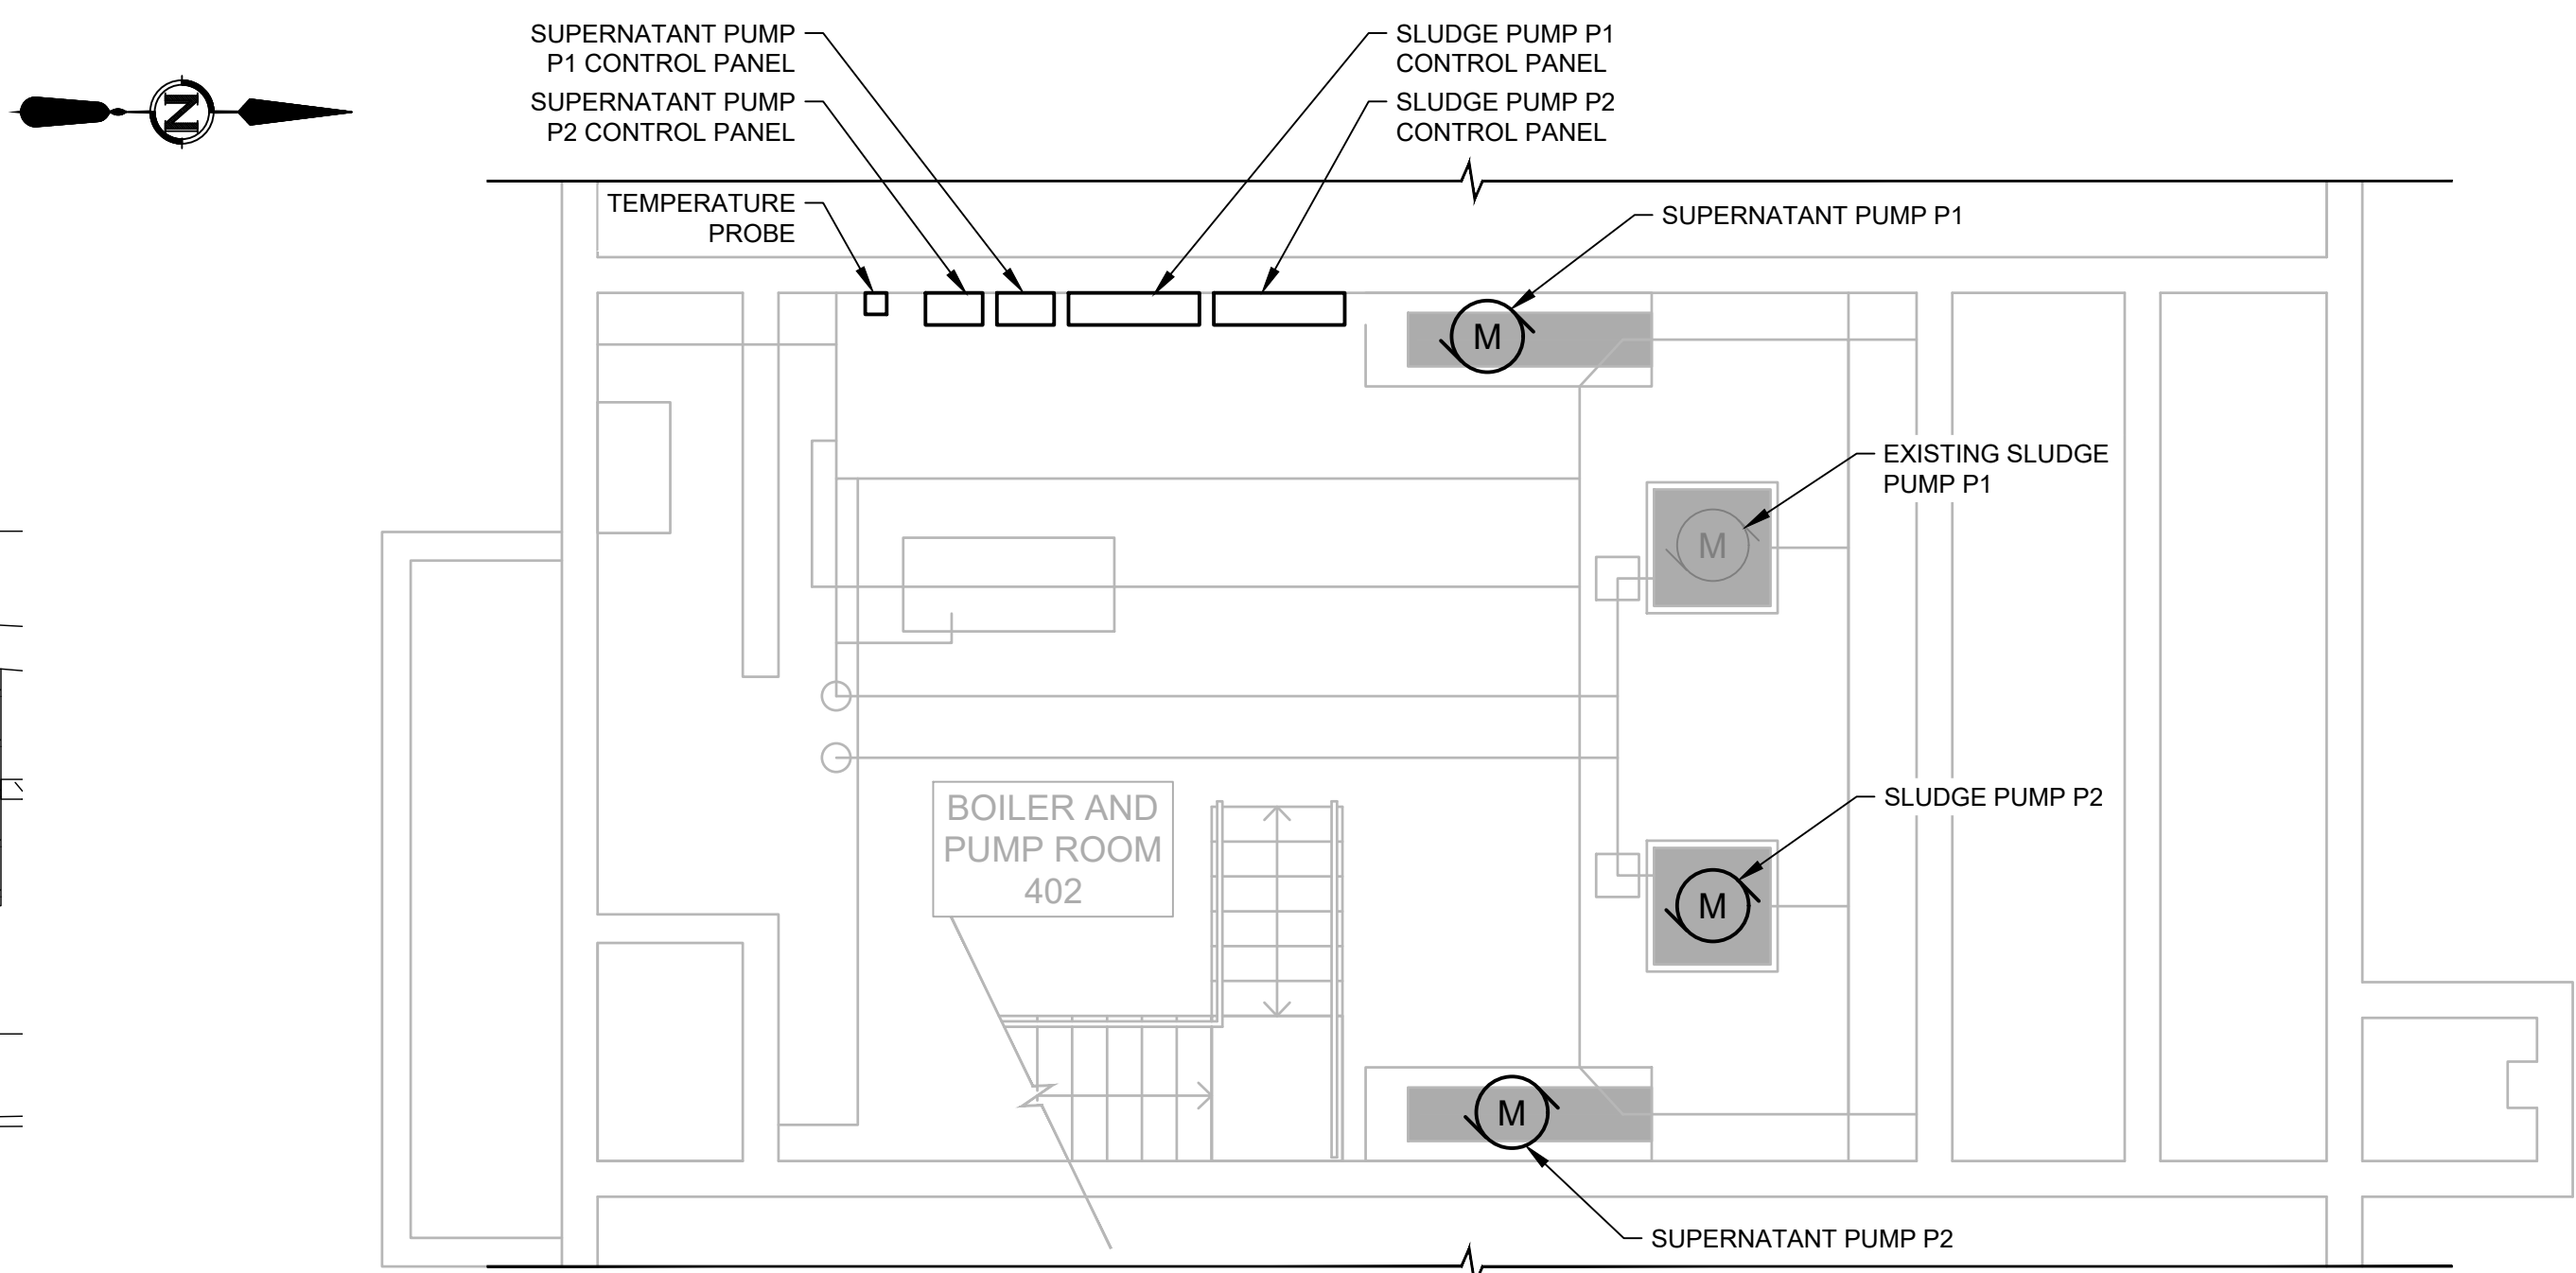 SUPERNATANT PUMP
P1 CONTROL PANEL
SUPERNATANT PUMP
P2 CONTROL PANEL
TEMPERATURE
PROBE
SLUDGE PUMP P1
CONTROL PANEL
SLUDGE PUMP P2
CONTROL PANEL
N
SUPERNATANT PUMP P1
M
EXISTING SLUDGE
PUMP P1
M
BOILER AND
PUMP ROOM
402
SLUDGE PUMP P2
M
M
SUPERNATANT PUMP P2